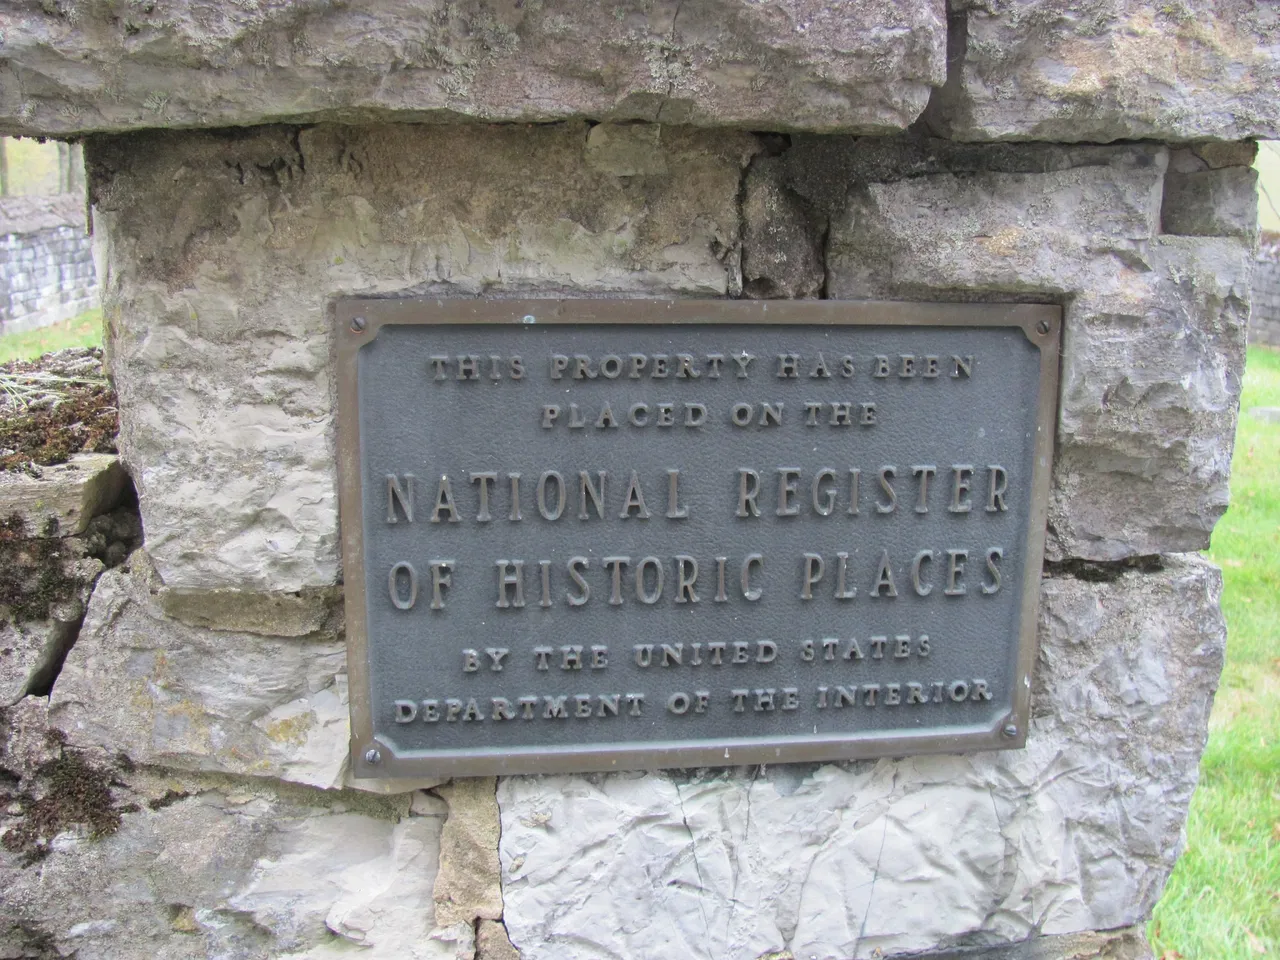 THIS PROPERTY HAS BEEN
PLACED ON THE
NATIONAL REGISTER
OF HISTORIC PLACES
BY THE UNITED STATES
DEPARTMENT OF THE INTERIOR